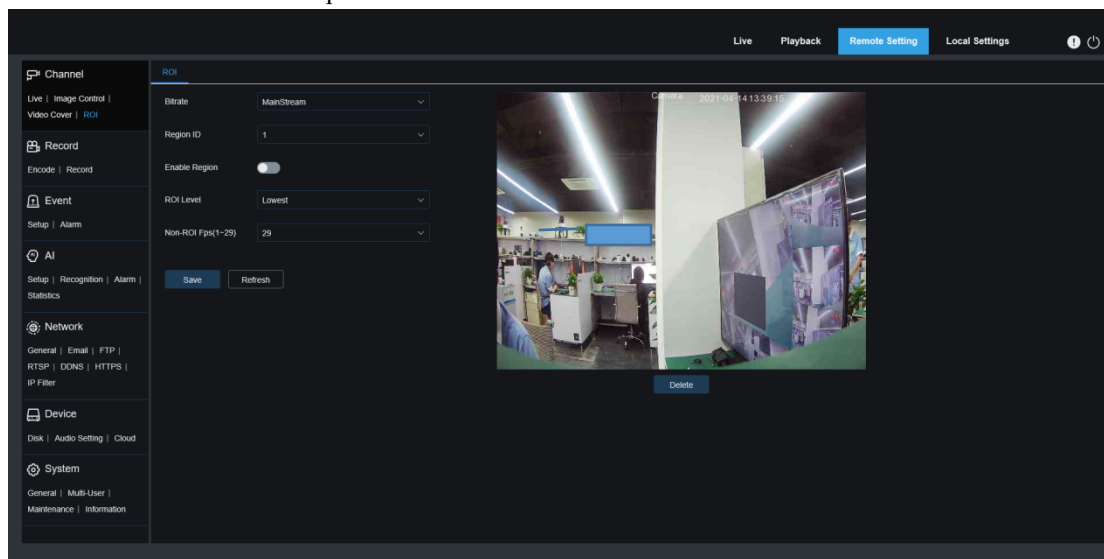 Live Playback Remote Setting Local Settings
Channel
Live | Image Control |
Video Cover | ROI
Record
Encode | Record
Event
Setup | Alarm
AI
Setup | Recognition | Alarm |
Statistics
Network
General | Email | FTP |
RTSP | DDNS | HTTPS |
IP Filter
Device
Disk | Audio Setting | Cloud
System
General | Multi-User |
Maintenance | Information
ROI
Bitrate MainStream
Region ID 1
Enable Region
ROI Level Lowest
Non-ROI Fps(1~29) 29
Save Refresh
Camera 2021-04-14 13:39:15
Delete